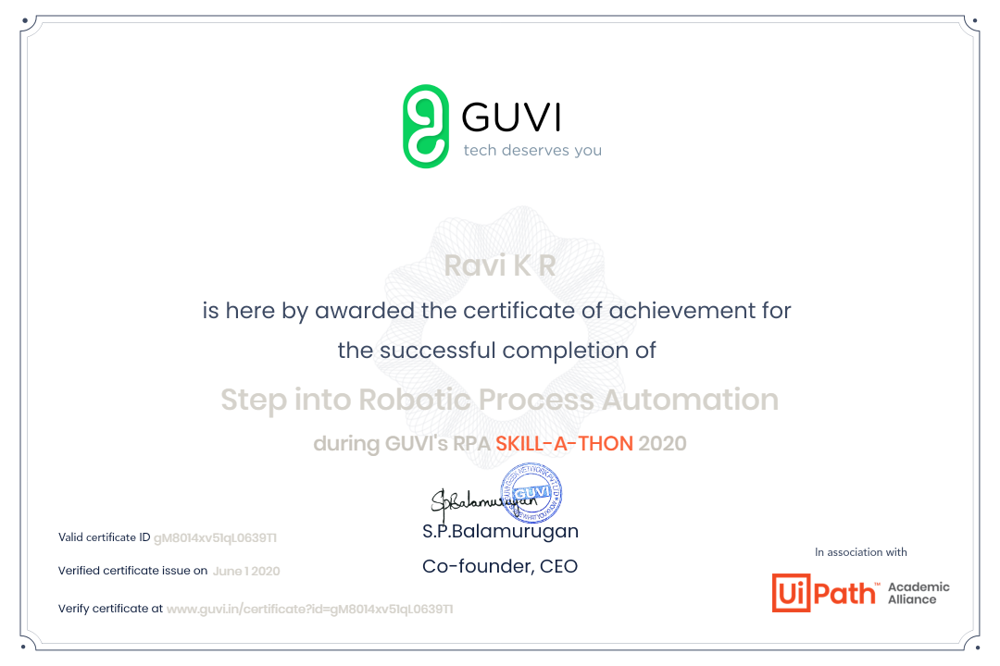 GUVI
tech deserves you
Ravi K R
is here by awarded the certificate of achievement for
the successful completion of
Step into Robotic Process Automation
during GUVI's RPA SKILL-A-THON 2020
SPBalamurugan
GUVI
S.P.Balamurugan
Co-founder, CEO
Valid certificate ID gM8014xv51qL0639T1
Verified certificate issue on June 1 2020
Verify certificate at www.guvi.in/certificate?id=gM8014xv51qL0639T1
In association with
UiPath™ Academic
Alliance